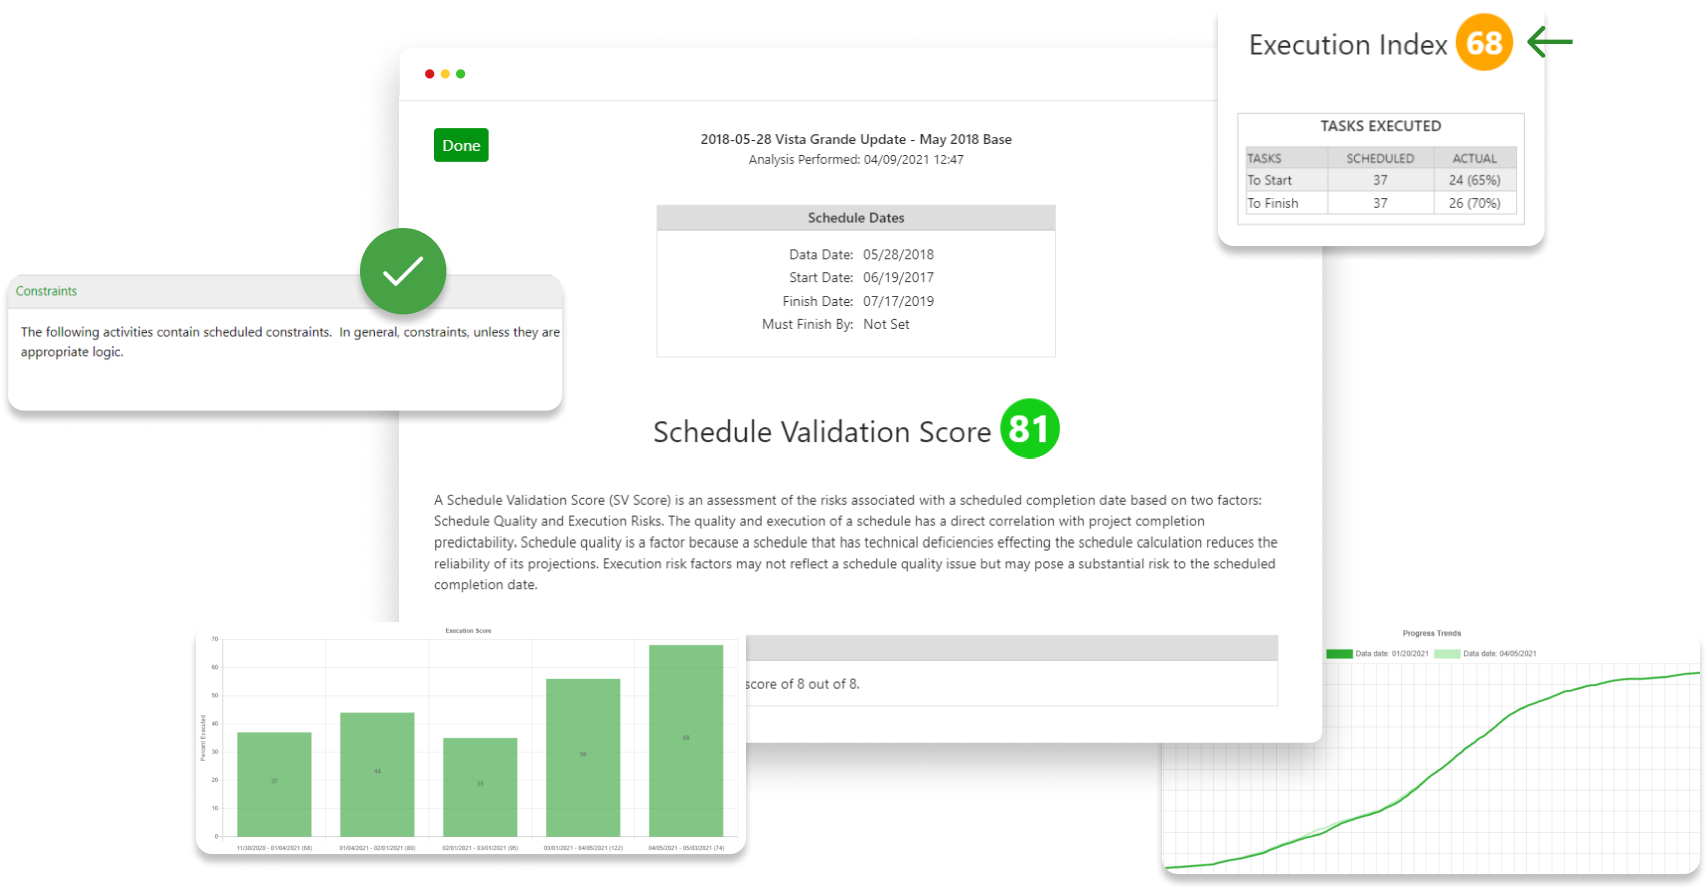 Execution Index 68
TASKS EXECUTED
TASKS SCHEDULED ACTUAL
To Start 37 24 (65%)
To Finish 37 26 (70%)
Done
2018-05-28 Vista Grande Update - May 2018 Base
Analysis Performed: 04/09/2021 12:47
Schedule Dates
Data Date: 05/28/2018
Start Date: 06/19/2017
Finish Date: 07/17/2019
Must Finish By: Not Set
Constraints
The following activities contain scheduled constraints. In general, constraints, unless they are
appropriate logic.
Schedule Validation Score 81
A Schedule Validation Score (SV Score) is an assessment of the risks associated with a scheduled completion date based on two factors:
Schedule Quality and Execution Risks. The quality and execution of a schedule has a direct correlation with project completion
predictability. Schedule quality is a factor because a schedule that has technical deficiencies effecting the schedule calculation reduces the
reliability of its projections. Execution risk factors may not reflect a schedule quality issue but may pose a substantial risk to the scheduled
completion date.
score of 8 out of 8.
Execution Score
Percent Executed
70
60
50
40
30
20
10
0
37 44 35 56 68
11/30/2020 - 01/04/2021 (68) 01/04/2021 - 02/01/2021 (80) 02/01/2021 - 03/01/2021 (95) 03/01/2021 - 04/05/2021 (122) 04/05/2021 - 05/03/2021 (74)
Progress Trends
Data date: 01/20/2021 Data date: 04/05/2021